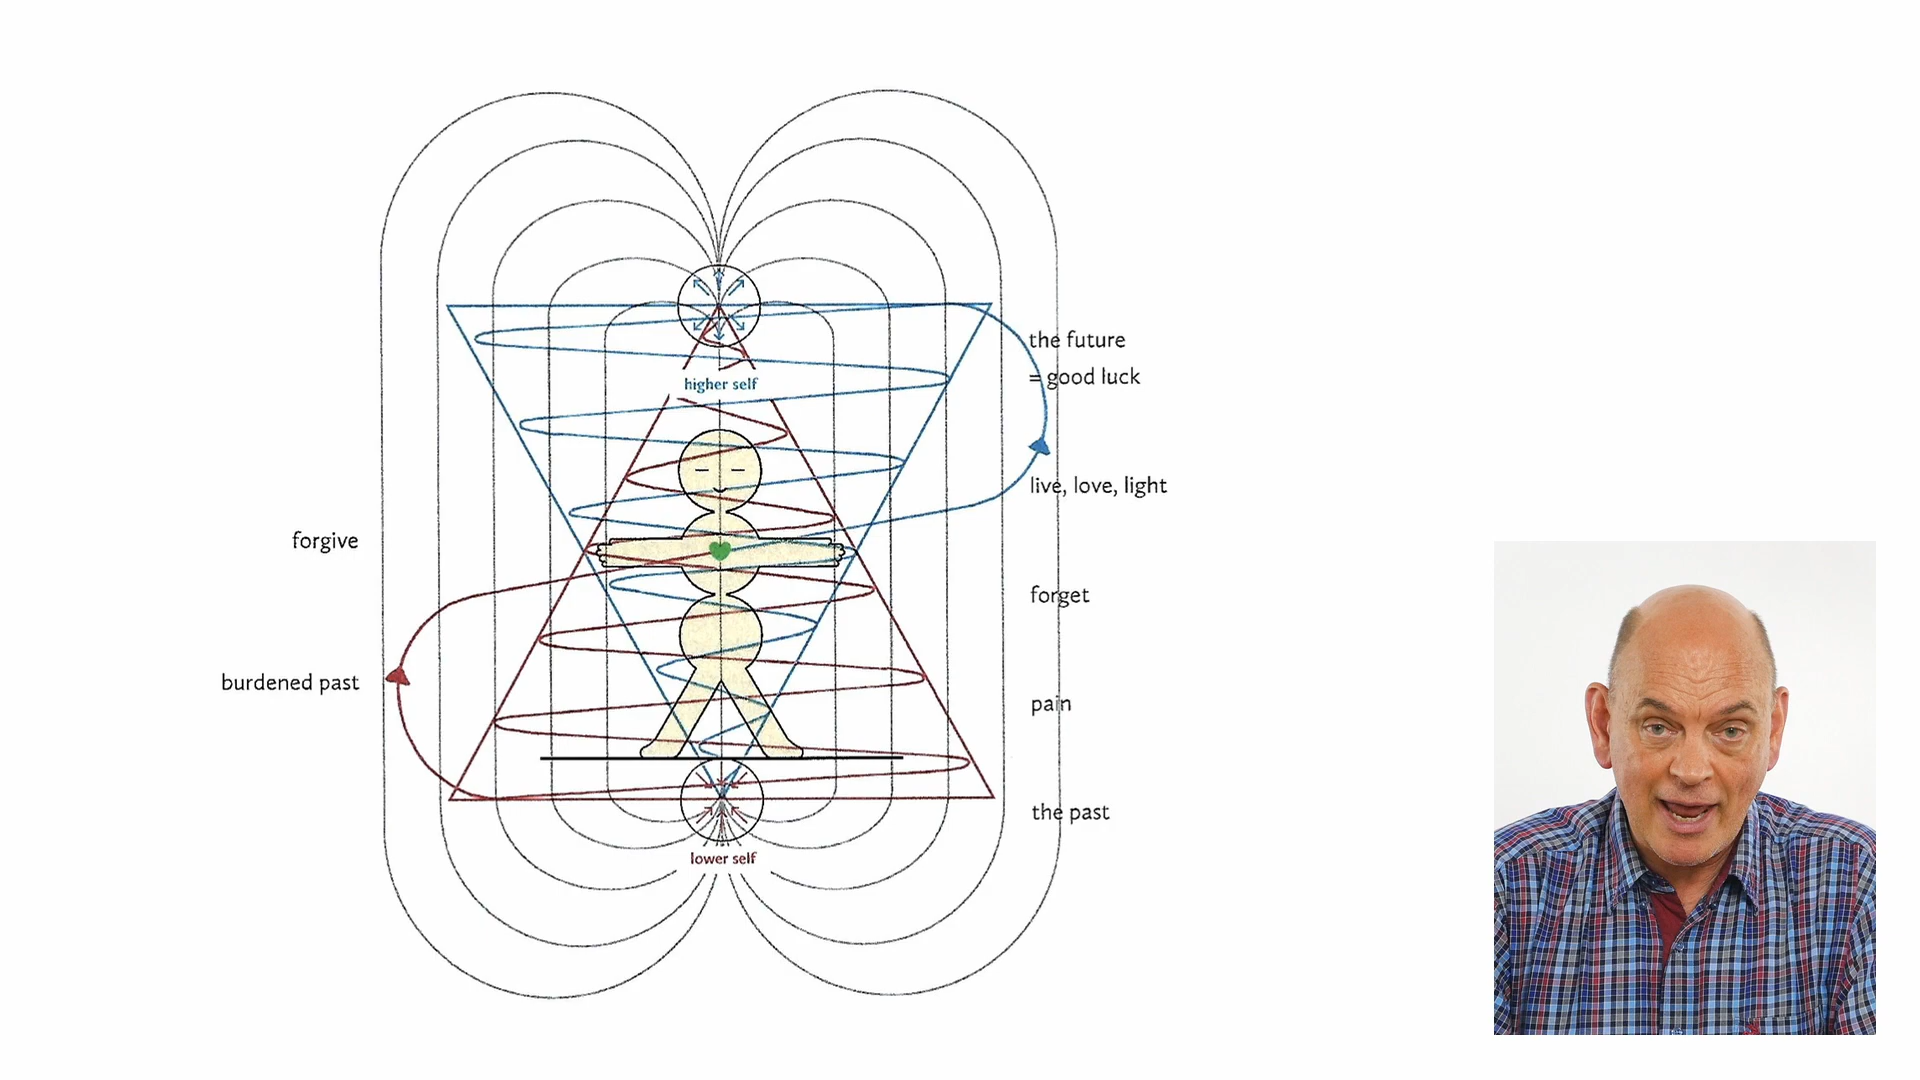 the future
= good luck
higher self
live, love, light
forgive
forget
burdened past
pain
the past
lower self